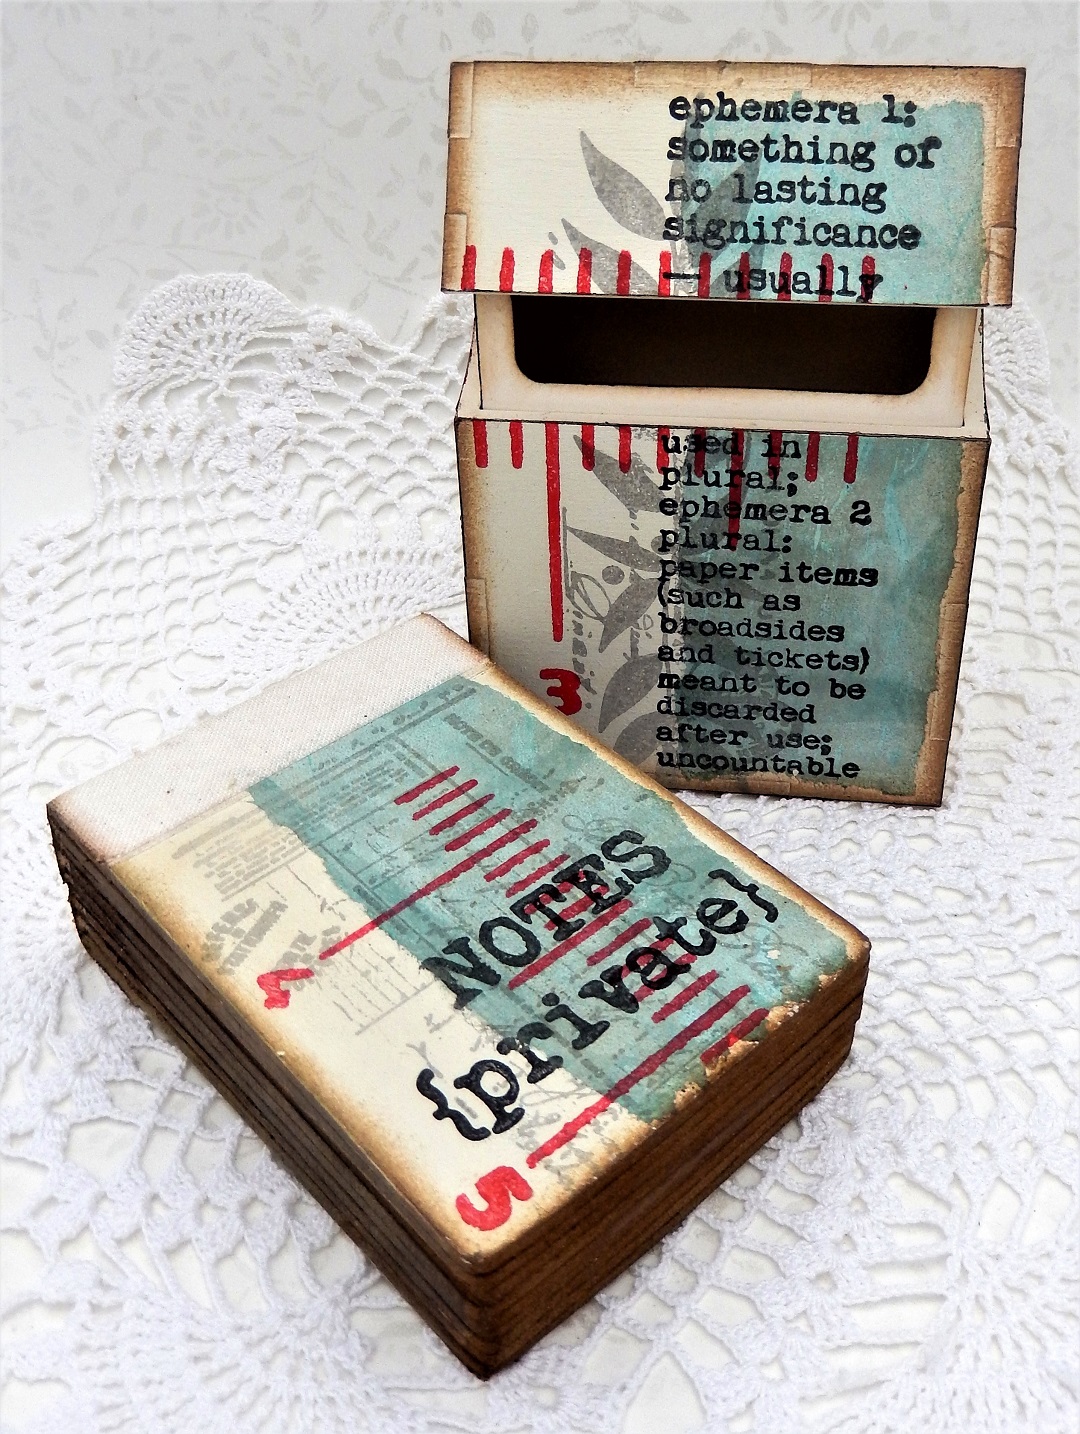 ephemera 1:
something of
no lasting
significance
— usually
used in
plural;
ephemera 2
plural:
paper items
(such as
broadsides
and tickets)
meant to be
discarded
after use;
uncountable
3
NOTES
{private}
2
5